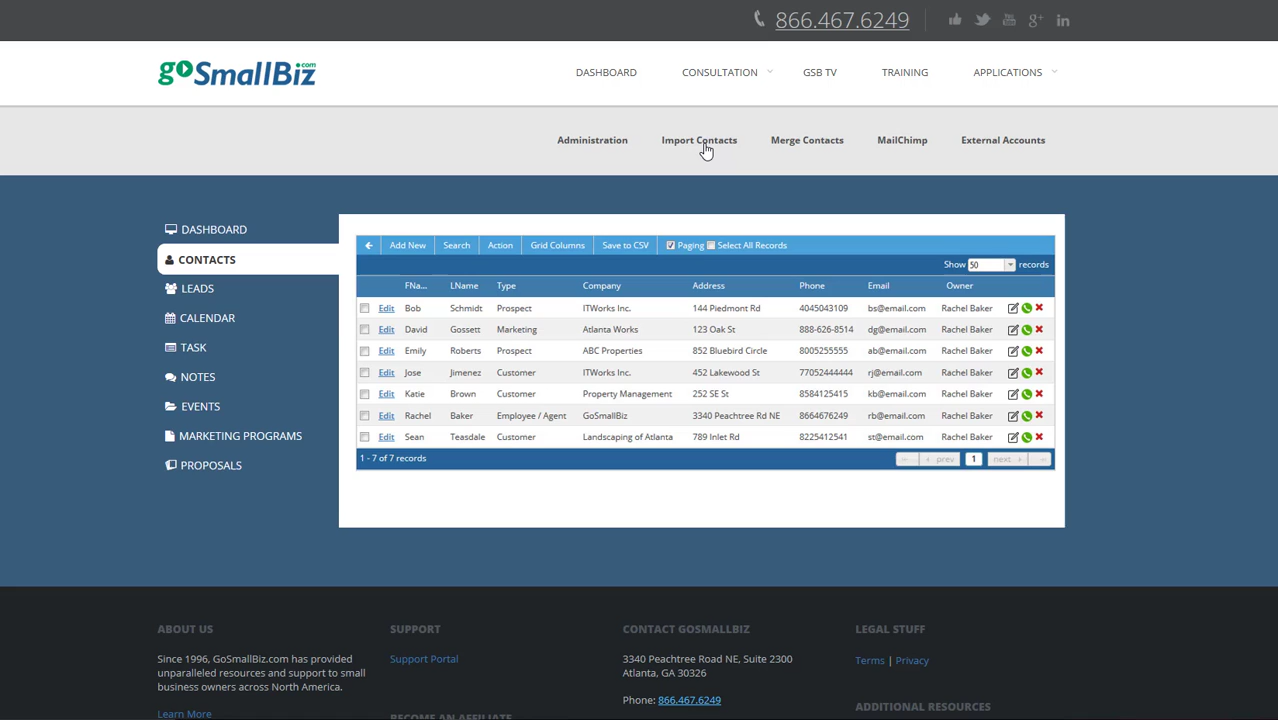 866.467.6249
goSmallBiz.com
DASHBOARD CONSULTATION GSB TV TRAINING APPLICATIONS
Administration Import Contacts Merge Contacts MailChimp External Accounts
DASHBOARD
CONTACTS
LEADS
CALENDAR
TASK
NOTES
EVENTS
MARKETING PROGRAMS
PROPOSALS
Add New Search Action Grid Columns Save to CSV Paging Select All Records
Show 50 records
FNa... LName Type Company Address Phone Email Owner
Edit Bob Schmidt Prospect ITWorks Inc. 144 Piedmont Rd 4045043109 bs@email.com Rachel Baker
Edit David Gossett Marketing Atlanta Works 123 Oak St 888-626-8514 dg@email.com Rachel Baker
Edit Emily Roberts Prospect ABC Properties 852 Bluebird Circle 8005255555 ab@email.com Rachel Baker
Edit Jose Jimenez Customer ITWorks Inc. 452 Lakewood St 77052444444 rj@email.com Rachel Baker
Edit Katie Brown Customer Property Management 252 SE St 8584125415 kb@email.com Rachel Baker
Edit Rachel Baker Employee / Agent GoSmallBiz 3340 Peachtree Rd NE 8664676249 rb@email.com Rachel Baker
Edit Sean Teasdale Customer Landscaping of Atlanta 789 Inlet Rd 8225412541 st@email.com Rachel Baker
1 - 7 of 7 records prev 1 next
ABOUT US
Since 1996, GoSmallBiz.com has provided
unparalleled resources and support to small
business owners across North America.
Learn More
SUPPORT
Support Portal
BECOME AN AFFILIATE
CONTACT GOSMALLBIZ
3340 Peachtree Road NE, Suite 2300
Atlanta, GA 30326
Phone: 866.467.6249
LEGAL STUFF
Terms | Privacy
ADDITIONAL RESOURCES